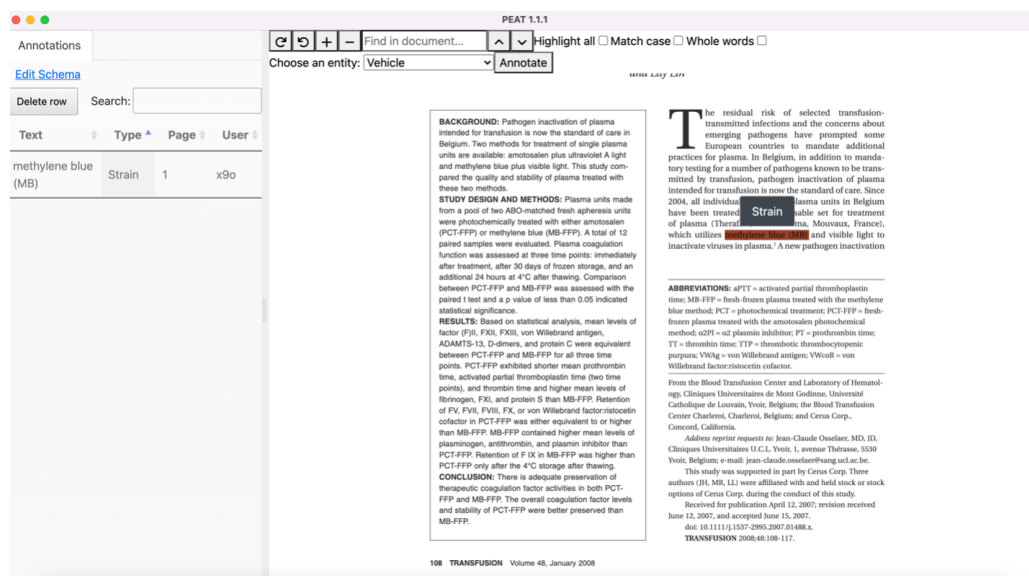 PEAT 1.1.1
Annotations
Edit Schema
Delete row Search:
Text Type Page User
methylene blue (MB) Strain 1 x9o
Find in document... Highlight all Match case Whole words
Choose an entity: Vehicle Annotate
and Lily Lin
BACKGROUND: Pathogen inactivation of plasma
intended for transfusion is now the standard of care in
Belgium. Two methods for treatment of single plasma
units are available: amotosalen plus ultraviolet A light
and methylene blue plus visible light. This study com-
pared the quality and stability of plasma treated with
these two methods.
STUDY DESIGN AND METHODS: Plasma units made
from a pool of two ABO-matched fresh apheresis units
were photochemically treated with either amotosalen
(PCT-FFP) or methylene blue (MB-FFP). A total of 12
paired samples were evaluated. Plasma coagulation
function was assessed at three time points: immediately
after treatment, after 30 days of frozen storage, and an
additional 24 hours at 4°C after thawing. Comparison
between PCT-FFP and MB-FFP was assessed with the
paired t test and a p value of less than 0.05 indicated
statistical significance.
RESULTS: Based on statistical analysis, mean levels of
factor (F)II, FXII, FXIII, von Willebrand antigen,
ADAMTS-13, D-dimers, and protein C were equivalent
between PCT-FFP and MB-FFP for all three time
points. PCT-FFP exhibited shorter mean prothrombin
time, activated partial thromboplastin time (two time
points), and thrombin time and higher mean levels of
fibrinogen, FXI, and protein S than MB-FFP. Retention
of FV, FVII, FVIII, FX, or von Willebrand factor:ristocetin
cofactor in PCT-FFP was either equivalent to or higher
than MB-FFP. MB-FFP contained higher mean levels of
plasminogen, antithrombin, and plasmin inhibitor than
PCT-FFP. Retention of F IX in MB-FFP was higher than
PCT-FFP only after the 4°C storage after thawing.
CONCLUSION: There is adequate preservation of
therapeutic coagulation factor activities in both PCT-
FFP and MB-FFP. The overall coagulation factor levels
and stability of PCT-FFP were better preserved than
MB-FFP.
The residual risk of selected transfusion-
transmitted infections and the concerns about
emerging pathogens have prompted some
European countries to mandate additional
practices for plasma. In Belgium, in addition to manda-
tory testing for a number of pathogens known to be trans-
mitted by transfusion, pathogen inactivation of plasma
intended for transfusion is now the standard of care. Since
2004, all individua lasma units in Belgium
have been treated Strain sable set for treatment
of plasma (Theraf ma, Mouvaux, France),
which utilizes methylene blue (MB) and visible light to
inactivate viruses in plasma.¹ A new pathogen inactivation
ABBREVIATIONS: aPTT = activated partial thromboplastin
time; MB-FFP = fresh-frozen plasma treated with the methylene
blue method; PCT = photochemical treatment; PCT-FFP = fresh-
frozen plasma treated with the amotosalen photochemical
method; α2PI = α2 plasmin inhibitor; PT = prothrombin time;
TT = thrombin time; TTP = thrombotic thrombocytopenic
purpura; VWAg = von Willebrand antigen; VWcoR = von
Willebrand factor:ristocetin cofactor.
From the Blood Transfusion Center and Laboratory of Hematol-
ogy, Cliniques Universitaires de Mont Godinne, Université
Catholique de Louvain, Yvoir, Belgium; the Blood Transfusion
Center Charleroi, Charleroi, Belgium; and Cerus Corp.,
Concord, California.
Address reprint requests to: Jean-Claude Osselaer, MD, JD,
Cliniques Universitaires U.C.L. Yvoir, 1, avenue Thérasse, 5530
Yvoir, Belgium; e-mail: jean-claude.osselaer@sang.ucl.ac.be.
This study was supported in part by Cerus Corp. Three
authors (JH, MR, LL) were affiliated with and held stock or stock
options of Cerus Corp. during the conduct of this study.
Received for publication April 12, 2007; revision received
June 12, 2007, and accepted June 15, 2007.
doi: 10.1111/j.1537-2995.2007.01488.x.
TRANSFUSION 2008;48:108-117.
108 TRANSFUSION Volume 48, January 2008